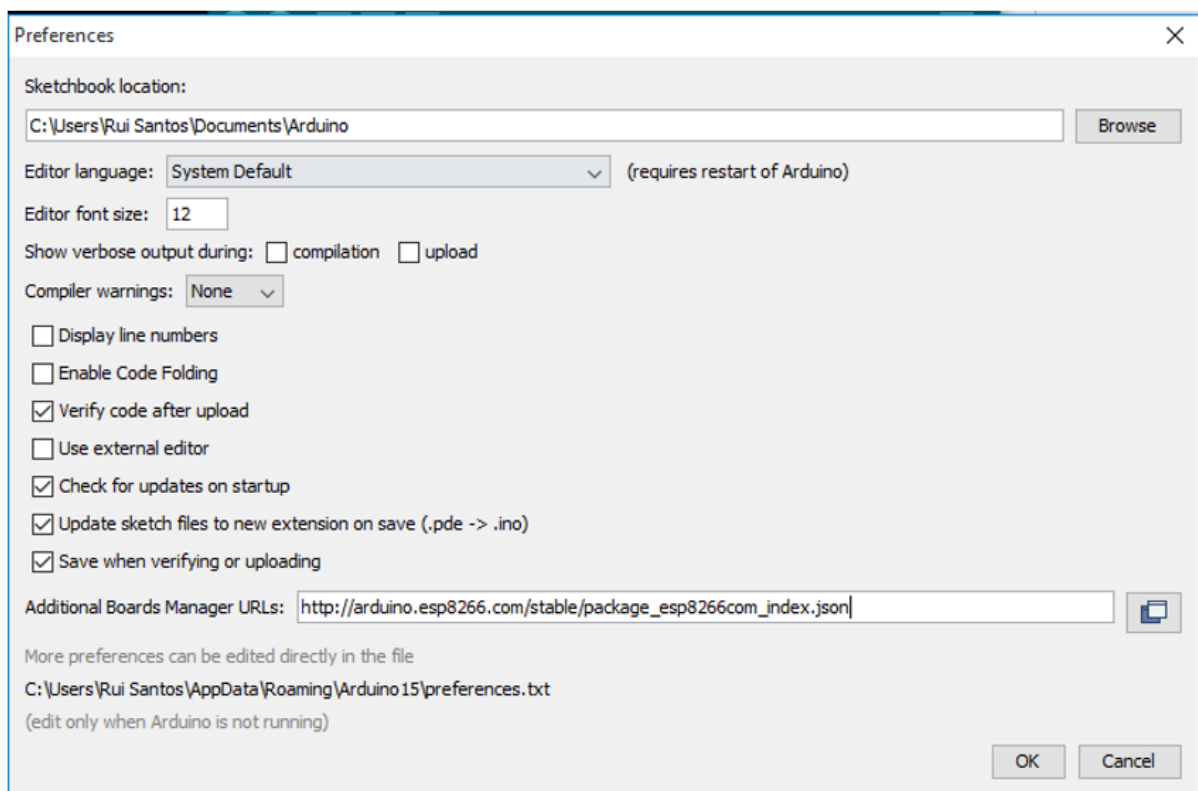 Preferences
Sketchbook location:
C:\Users\Rui Santos\Documents\Arduino Browse
Editor language: System Default (requires restart of Arduino)
Editor font size: 12
Show verbose output during: compilation upload
Compiler warnings: None
Display line numbers
Enable Code Folding
Verify code after upload
Use external editor
Check for updates on startup
Update sketch files to new extension on save (.pde -> .ino)
Save when verifying or uploading
Additional Boards Manager URLs: http://arduino.esp8266.com/stable/package_esp8266com_index.json
More preferences can be edited directly in the file
C:\Users\Rui Santos\AppData\Roaming\Arduino15\preferences.txt
(edit only when Arduino is not running)
OK Cancel